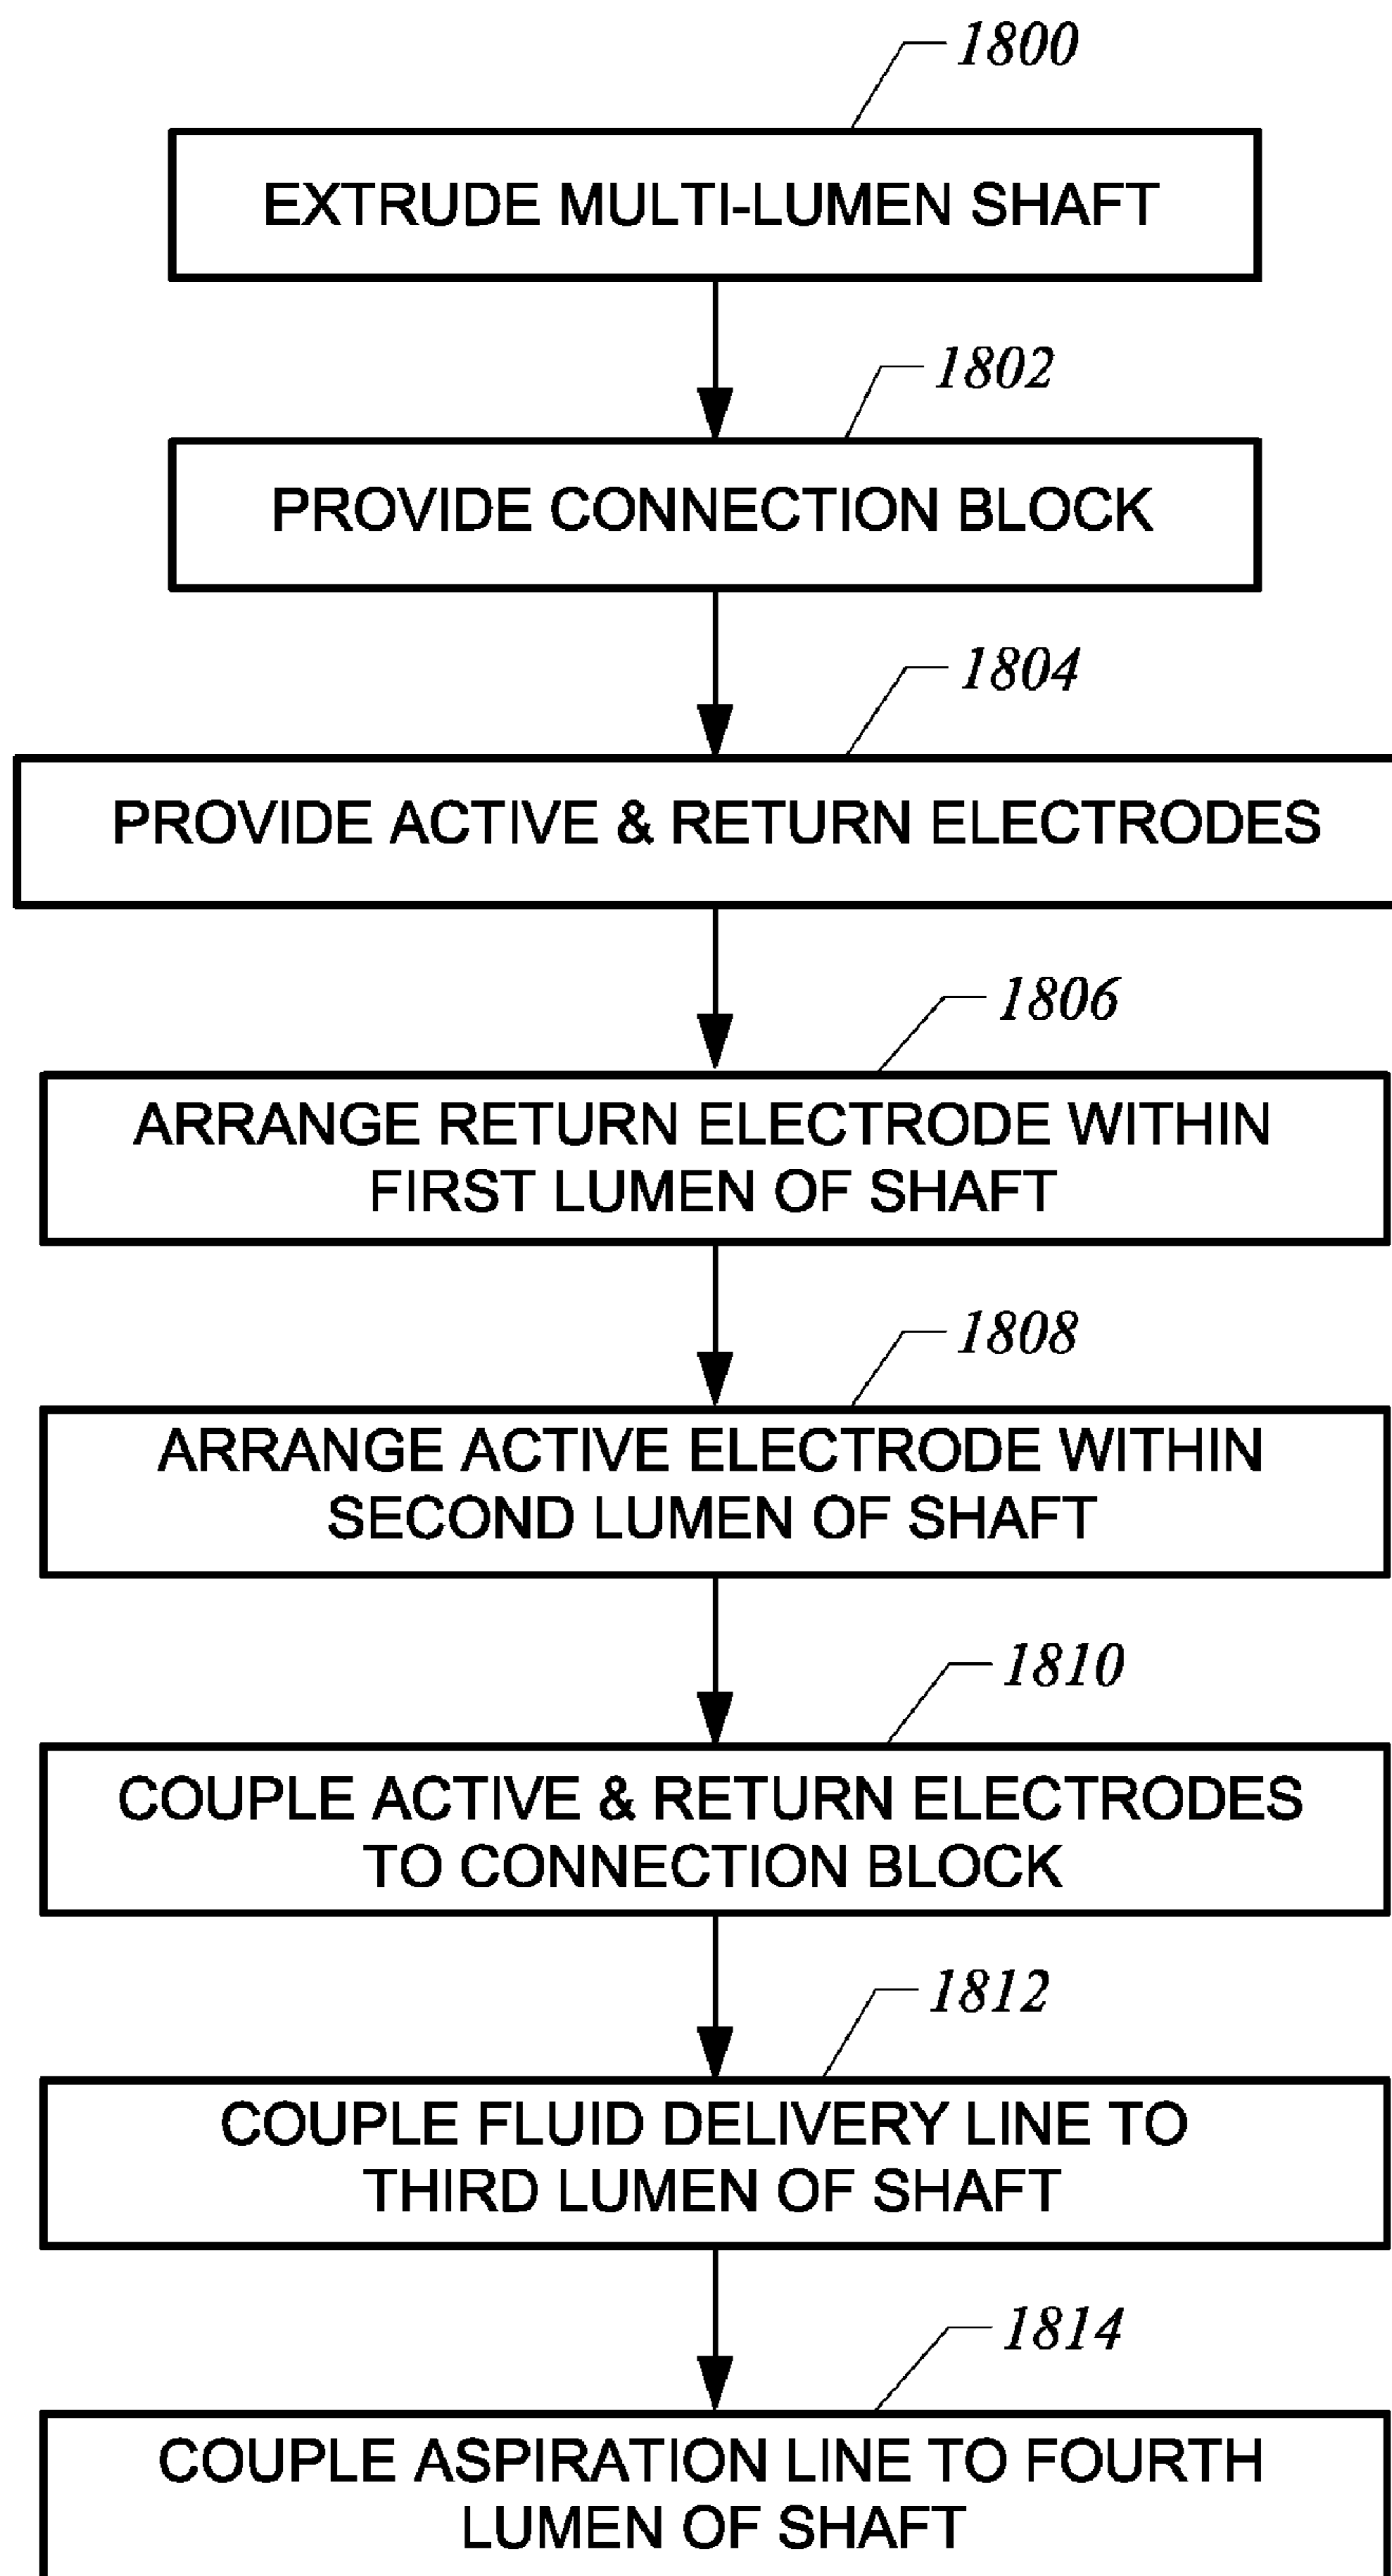 1800
EXTRUDE MULTI-LUMEN SHAFT
1802
PROVIDE CONNECTION BLOCK
1804
PROVIDE ACTIVE & RETURN ELECTRODES
1806
ARRANGE RETURN ELECTRODE WITHIN
FIRST LUMEN OF SHAFT
1808
ARRANGE ACTIVE ELECTRODE WITHIN
SECOND LUMEN OF SHAFT
1810
COUPLE ACTIVE & RETURN ELECTRODES
TO CONNECTION BLOCK
1812
COUPLE FLUID DELIVERY LINE TO
THIRD LUMEN OF SHAFT
1814
COUPLE ASPIRATION LINE TO FOURTH
LUMEN OF SHAFT